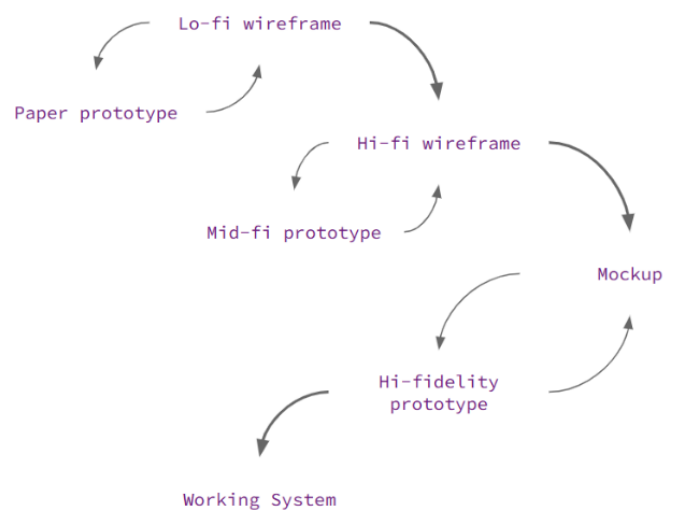 Lo-fi wireframe
Paper prototype
Hi-fi wireframe
Mid-fi prototype
Mockup
Hi-fidelity
prototype
Working System